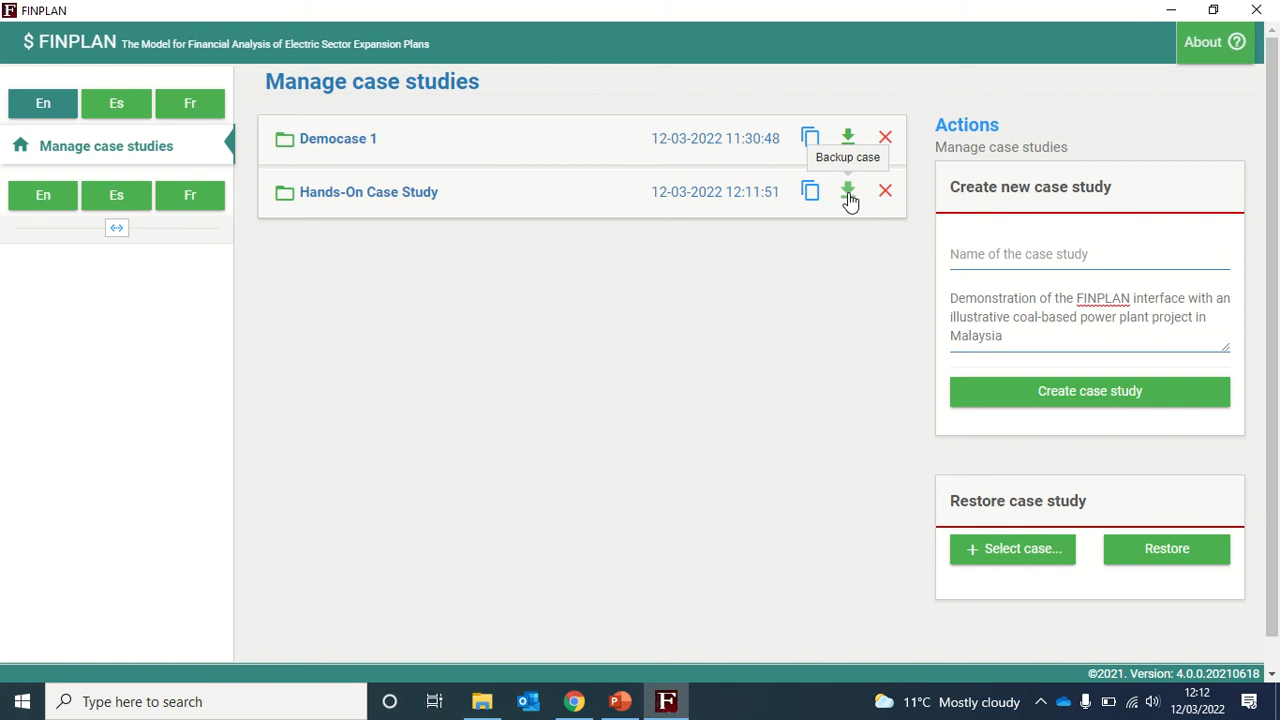 FINPLAN
$ FINPLAN The Model for Financial Analysis of Electric Sector Expansion Plans
About
En Es Fr
Manage case studies
En Es Fr
Manage case studies
Democase 1 12-03-2022 11:30:48
Backup case
Hands-On Case Study 12-03-2022 12:11:51
Actions
Manage case studies
Create new case study
Name of the case study
Demonstration of the FINPLAN interface with an
illustrative coal-based power plant project in
Malaysia
Create case study
Restore case study
+ Select case...
Restore
©2021. Version: 4.0.0.20210618
Type here to search
11°C Mostly cloudy
12:12
12/03/2022